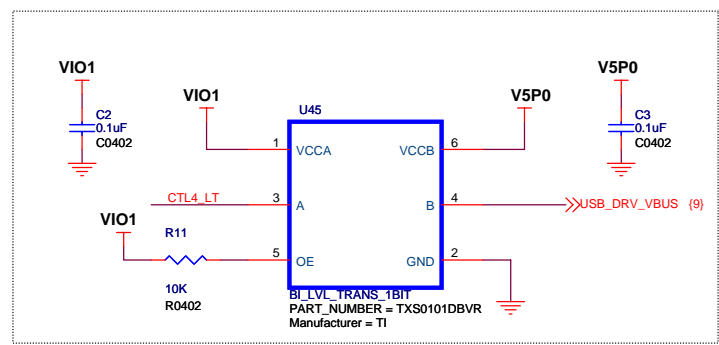 VIO1
C2
0.1uF
C0402
VIO1
U45
V5P0
V5P0
C3
0.1uF
C0402
1
VCCA
VCCB
6
CTL4_LT
3
A
B
4
USB_DRV_VBUS {9}
VIO1
R11
10K
R0402
5
OE
GND
2
BI_LVL_TRANS_1BIT
PART_NUMBER = TXS0101DBVR
Manufacturer = TI